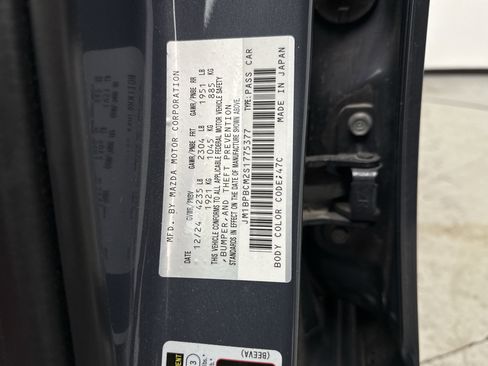 MFD. BY MAZDA MOTOR CORPORATION
GVWR/PNBV GAWR/PNBE FRT GAWR/PNBE RR
12/24 4235 LB 2304 LB 1951 LB
1921 KG 1045 KG 885 KG
THIS VEHICLE CONFORMS TO ALL APPLICABLE FEDERAL MOTOR VEHICLE SAFETY
, BUMPER, AND THEFT PREVENTION
STANDARDS IN EFFECT ON THE DATE OF MANUFACTURE SHOWN ABOVE.
JM1BPBCM2S1775377 TYPE:PASS CAR
BODY COLOR CODE:47C MADE IN JAPAN
(BEEVA)